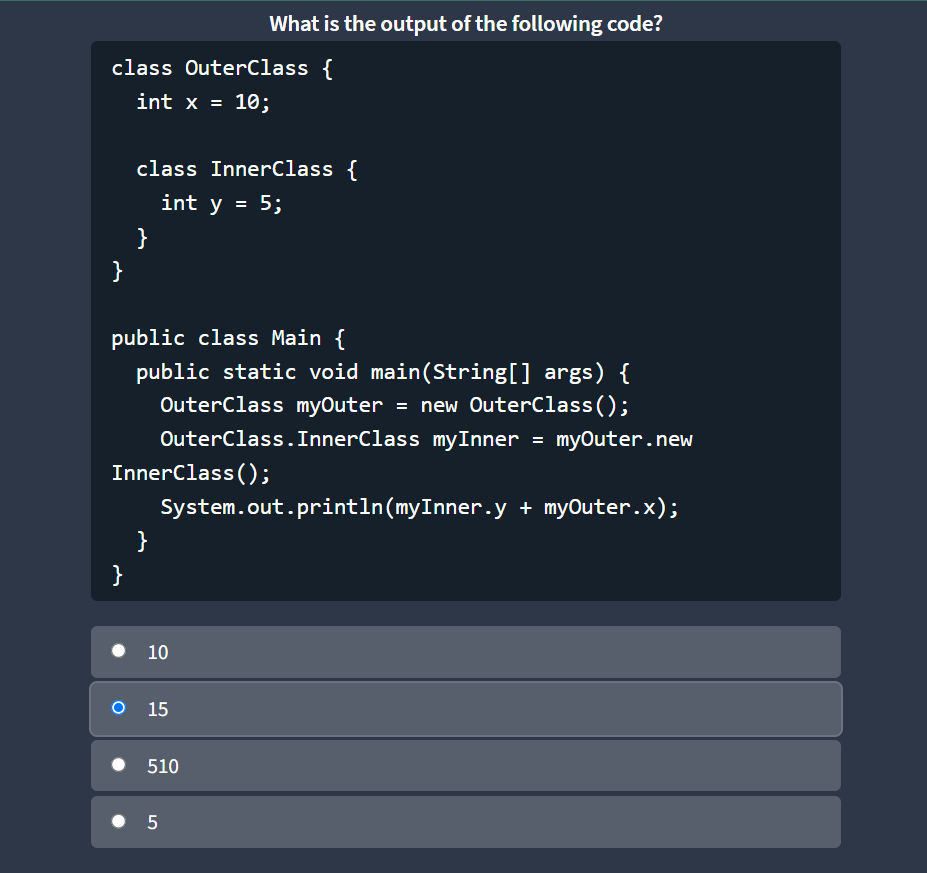 What is the output of the following code?
class OuterClass {
  int x = 10;

  class InnerClass {
    int y = 5;
  }
}

public class Main {
  public static void main(String[] args) {
    OuterClass myOuter = new OuterClass();
    OuterClass.InnerClass myInner = myOuter.new
InnerClass();
    System.out.println(myInner.y + myOuter.x);
  }
}
10
15
510
5